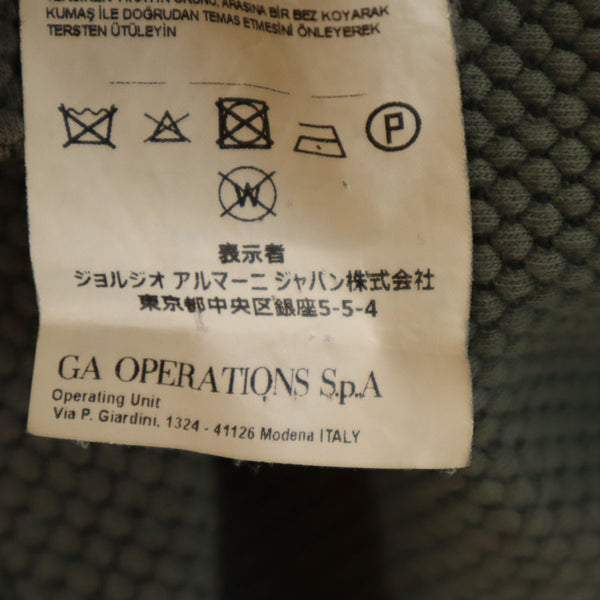 KUMAŞ İLE DOĞRUDAN TEMAS ETMESİNİ ÖNLEYEREK
TERSTEN ÜTÜLEYİN
P
W
表示者
ジョルジオ アルマーニ ジャパン株式会社
東京都中央区銀座5-5-4
GA OPERATIONS S.p.A
Operating Unit
Via P. Giardini, 1324 - 41126 Modena ITALY